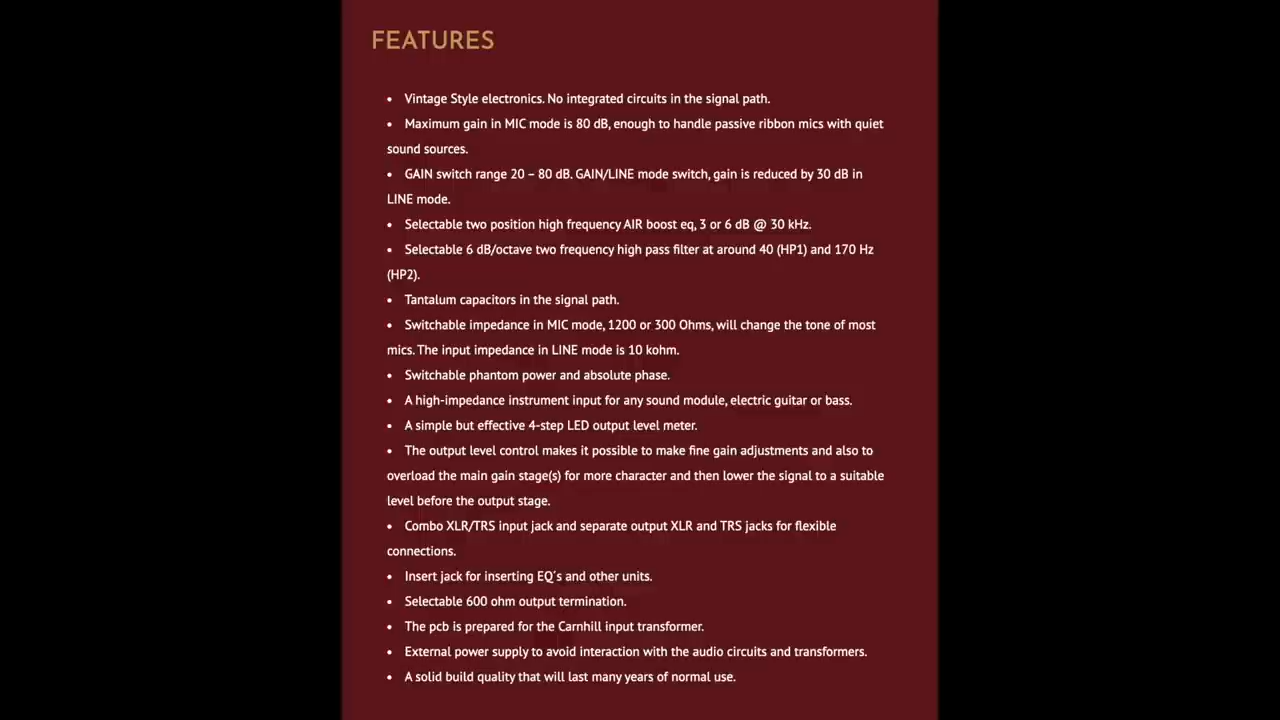 FEATURES
• Vintage Style electronics. No integrated circuits in the signal path.
• Maximum gain in MIC mode is 80 dB, enough to handle passive ribbon mics with quiet
sound sources.
• GAIN switch range 20 – 80 dB. GAIN/LINE mode switch, gain is reduced by 30 dB in
LINE mode.
• Selectable two position high frequency AIR boost eq, 3 or 6 dB @ 30 kHz.
• Selectable 6 dB/octave two frequency high pass filter at around 40 (HP1) and 170 Hz
(HP2).
• Tantalum capacitors in the signal path.
• Switchable impedance in MIC mode, 1200 or 300 Ohms, will change the tone of most
mics. The input impedance in LINE mode is 10 kohm.
• Switchable phantom power and absolute phase.
• A high-impedance instrument input for any sound module, electric guitar or bass.
• A simple but effective 4-step LED output level meter.
• The output level control makes it possible to make fine gain adjustments and also to
overload the main gain stage(s) for more character and then lower the signal to a suitable
level before the output stage.
• Combo XLR/TRS input jack and separate output XLR and TRS jacks for flexible
connections.
• Insert jack for inserting EQ´s and other units.
• Selectable 600 ohm output termination.
• The pcb is prepared for the Carnhill input transformer.
• External power supply to avoid interaction with the audio circuits and transformers.
• A solid build quality that will last many years of normal use.